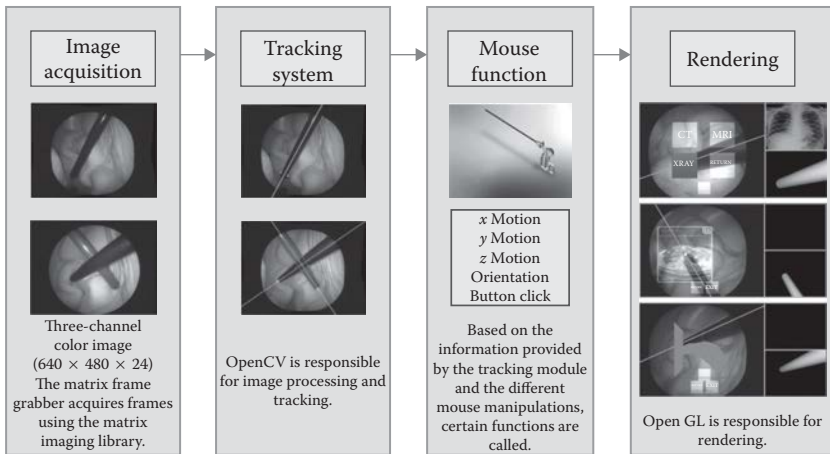 Image
acquisition
Three-channel
color image
(640 × 480 × 24)
The matrix frame
grabber acquires frames
using the matrix
imaging library.
Tracking
system
OpenCV is responsible
for image processing and
tracking.
Mouse
function
x Motion
y Motion
z Motion
Orientation
Button click
Based on the
information provided
by the tracking module
and the different
mouse manipulations,
certain functions are
called.
Rendering
CT MRI
XRAY RETURN
Open GL is responsible for
rendering.